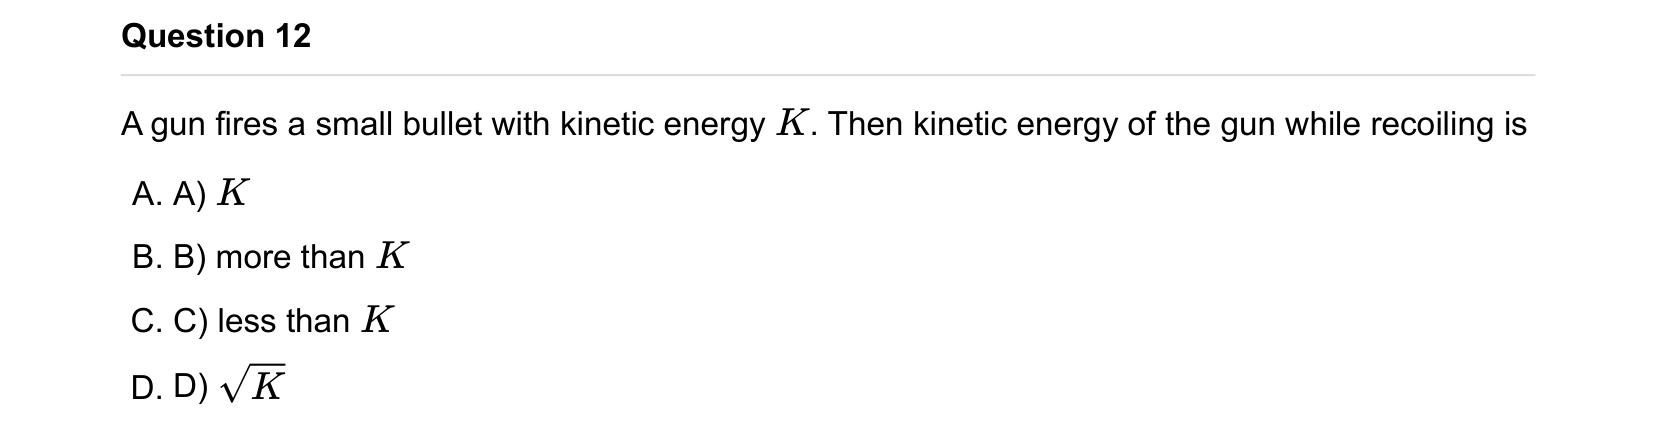 Question 12
A gun fires a small bullet with kinetic energy K. Then kinetic energy of the gun while recoiling is
A. A) K
B. B) more than K
C. C) less than K
D. D) √K